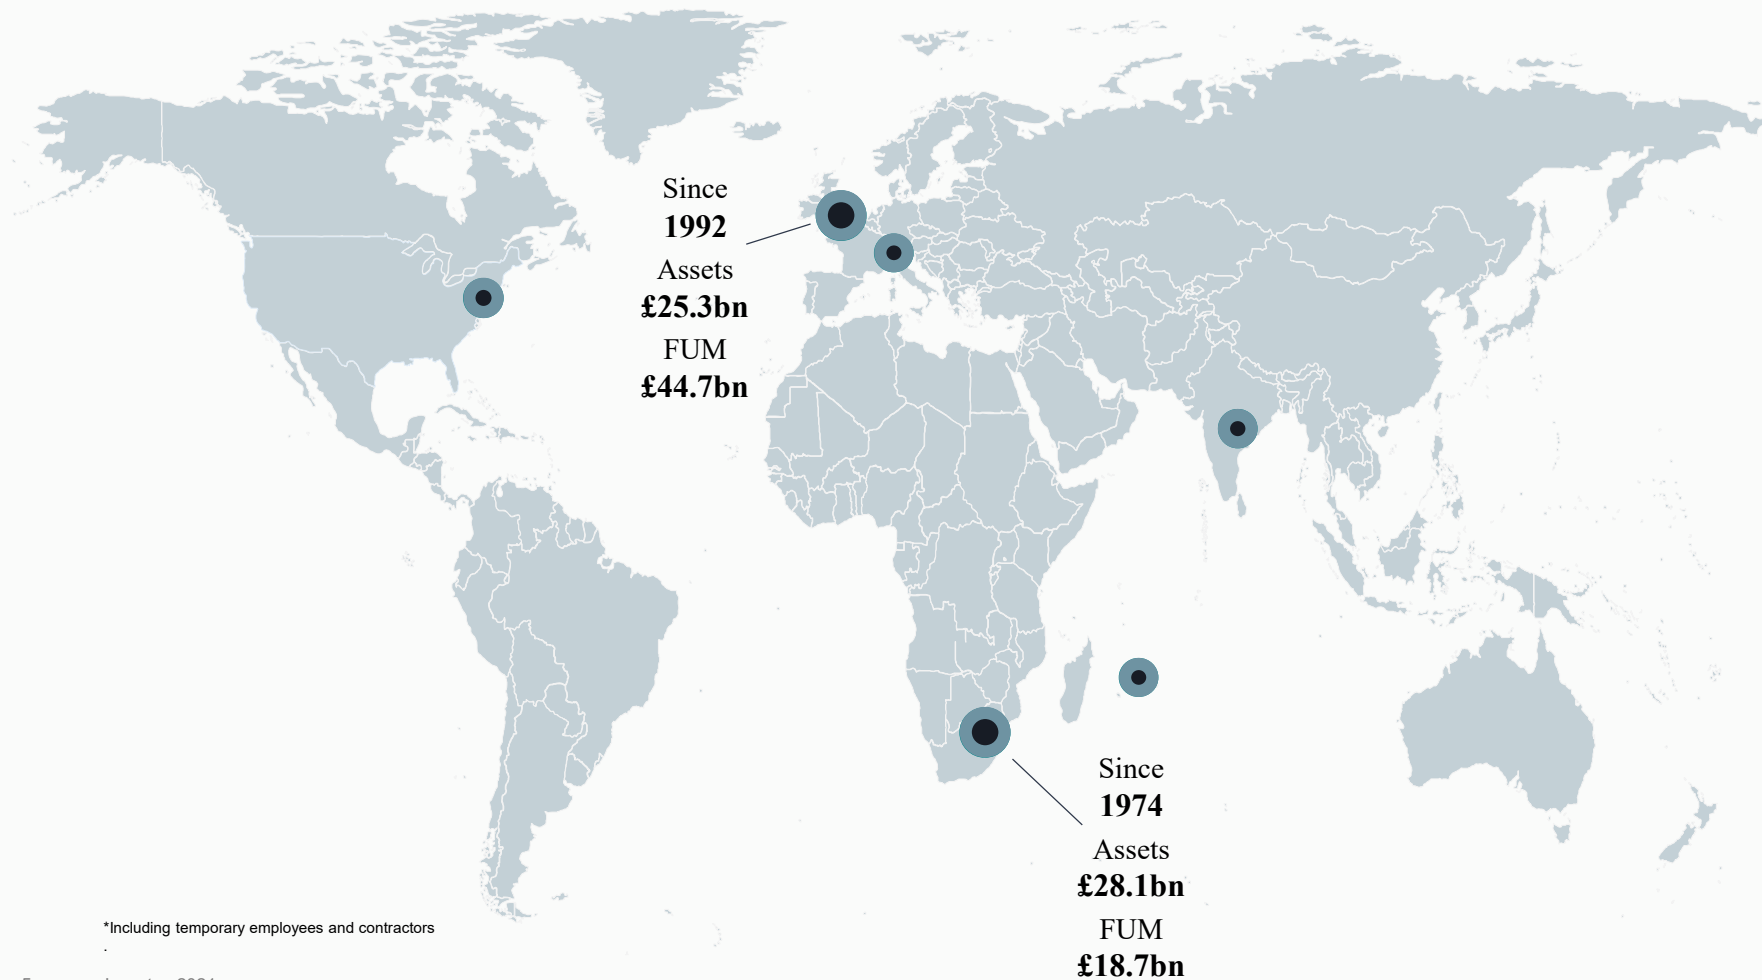 Since
1992
Assets
£25.3bn
FUM
£44.7bn
Since
1974
Assets
£28.1bn
FUM
£18.7bn
*Including temporary employees and contractors
.